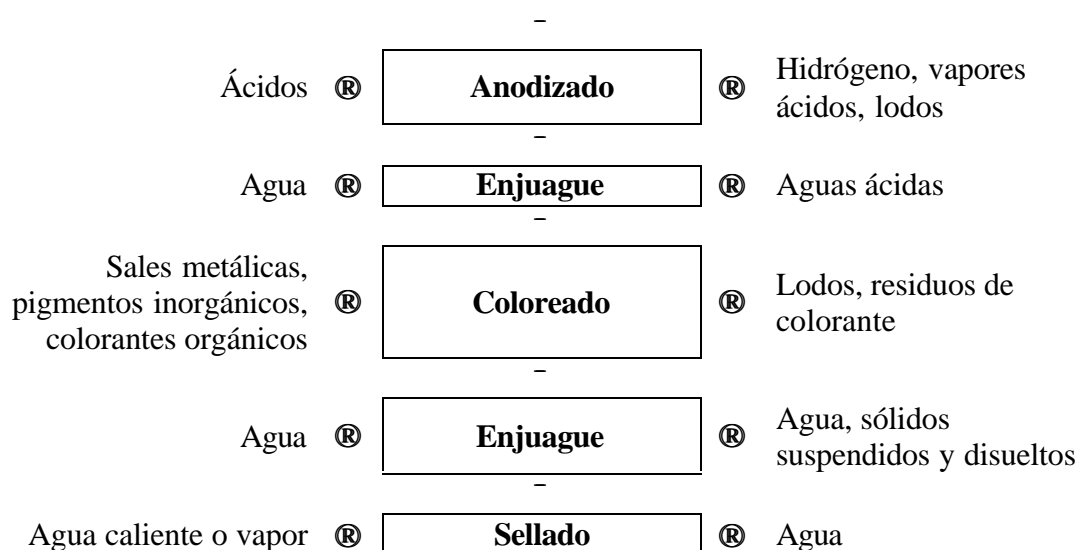 Ácidos ® Anodizado ® Hidrógeno, vapores
ácidos, lodos
Agua ® Enjuague ® Aguas ácidas
Sales metálicas,
pigmentos inorgánicos,
colorantes orgánicos
® Coloreado ®
Lodos, residuos de
colorante
Agua ® Enjuague ® Agua, sólidos
suspendidos y disueltos
Agua caliente o vapor ® Sellado ® Agua